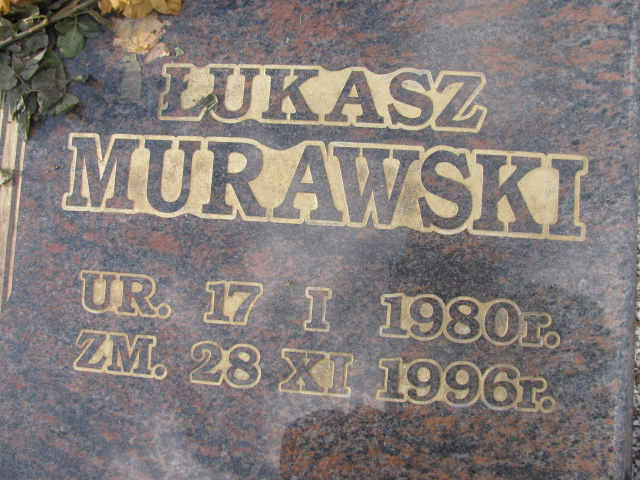 ŁUKASZ
MURAWSKI
UR. 17 I 1980r.
ZM. 28 XI 1996r.